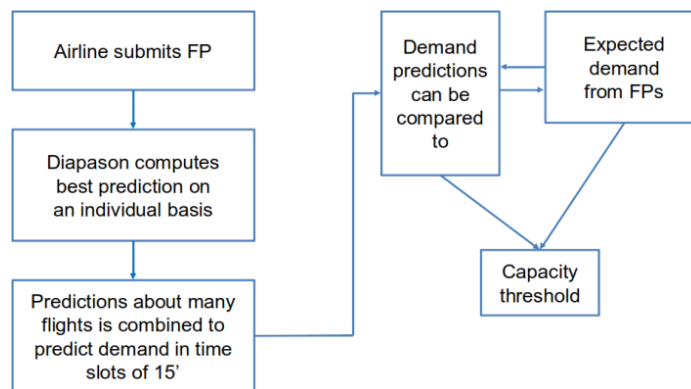 Airline submits FP
Diapason computes
best prediction on
an individual basis
Predictions about many
flights is combined to
predict demand in time
slots of 15’
Demand
predictions
can be
compared
to
Expected
demand
from FPs
Capacity
threshold